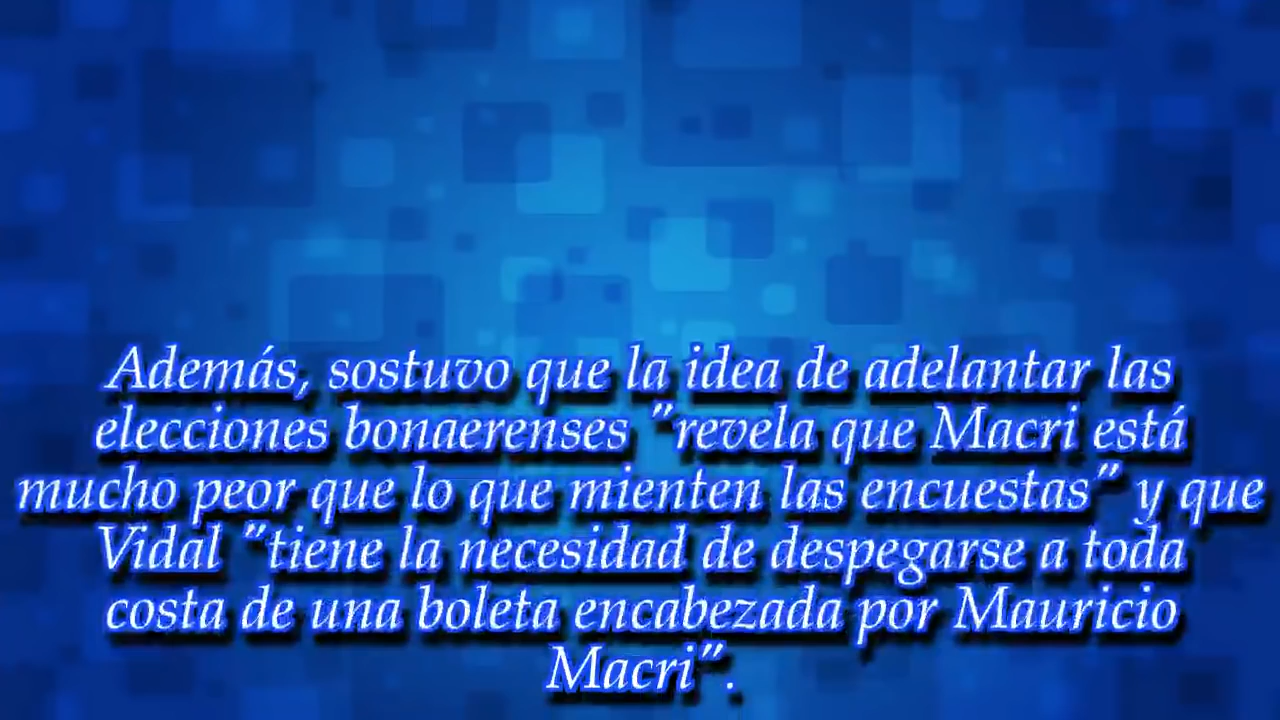 Además, sostuvo que la idea de adelantar las
elecciones bonaerenses "revela que Macri está
mucho peor que lo que mienten las encuestas" y que
Vidal "tiene la necesidad de despegarse a toda
costa de una boleta encabezada por Mauricio
Macri".